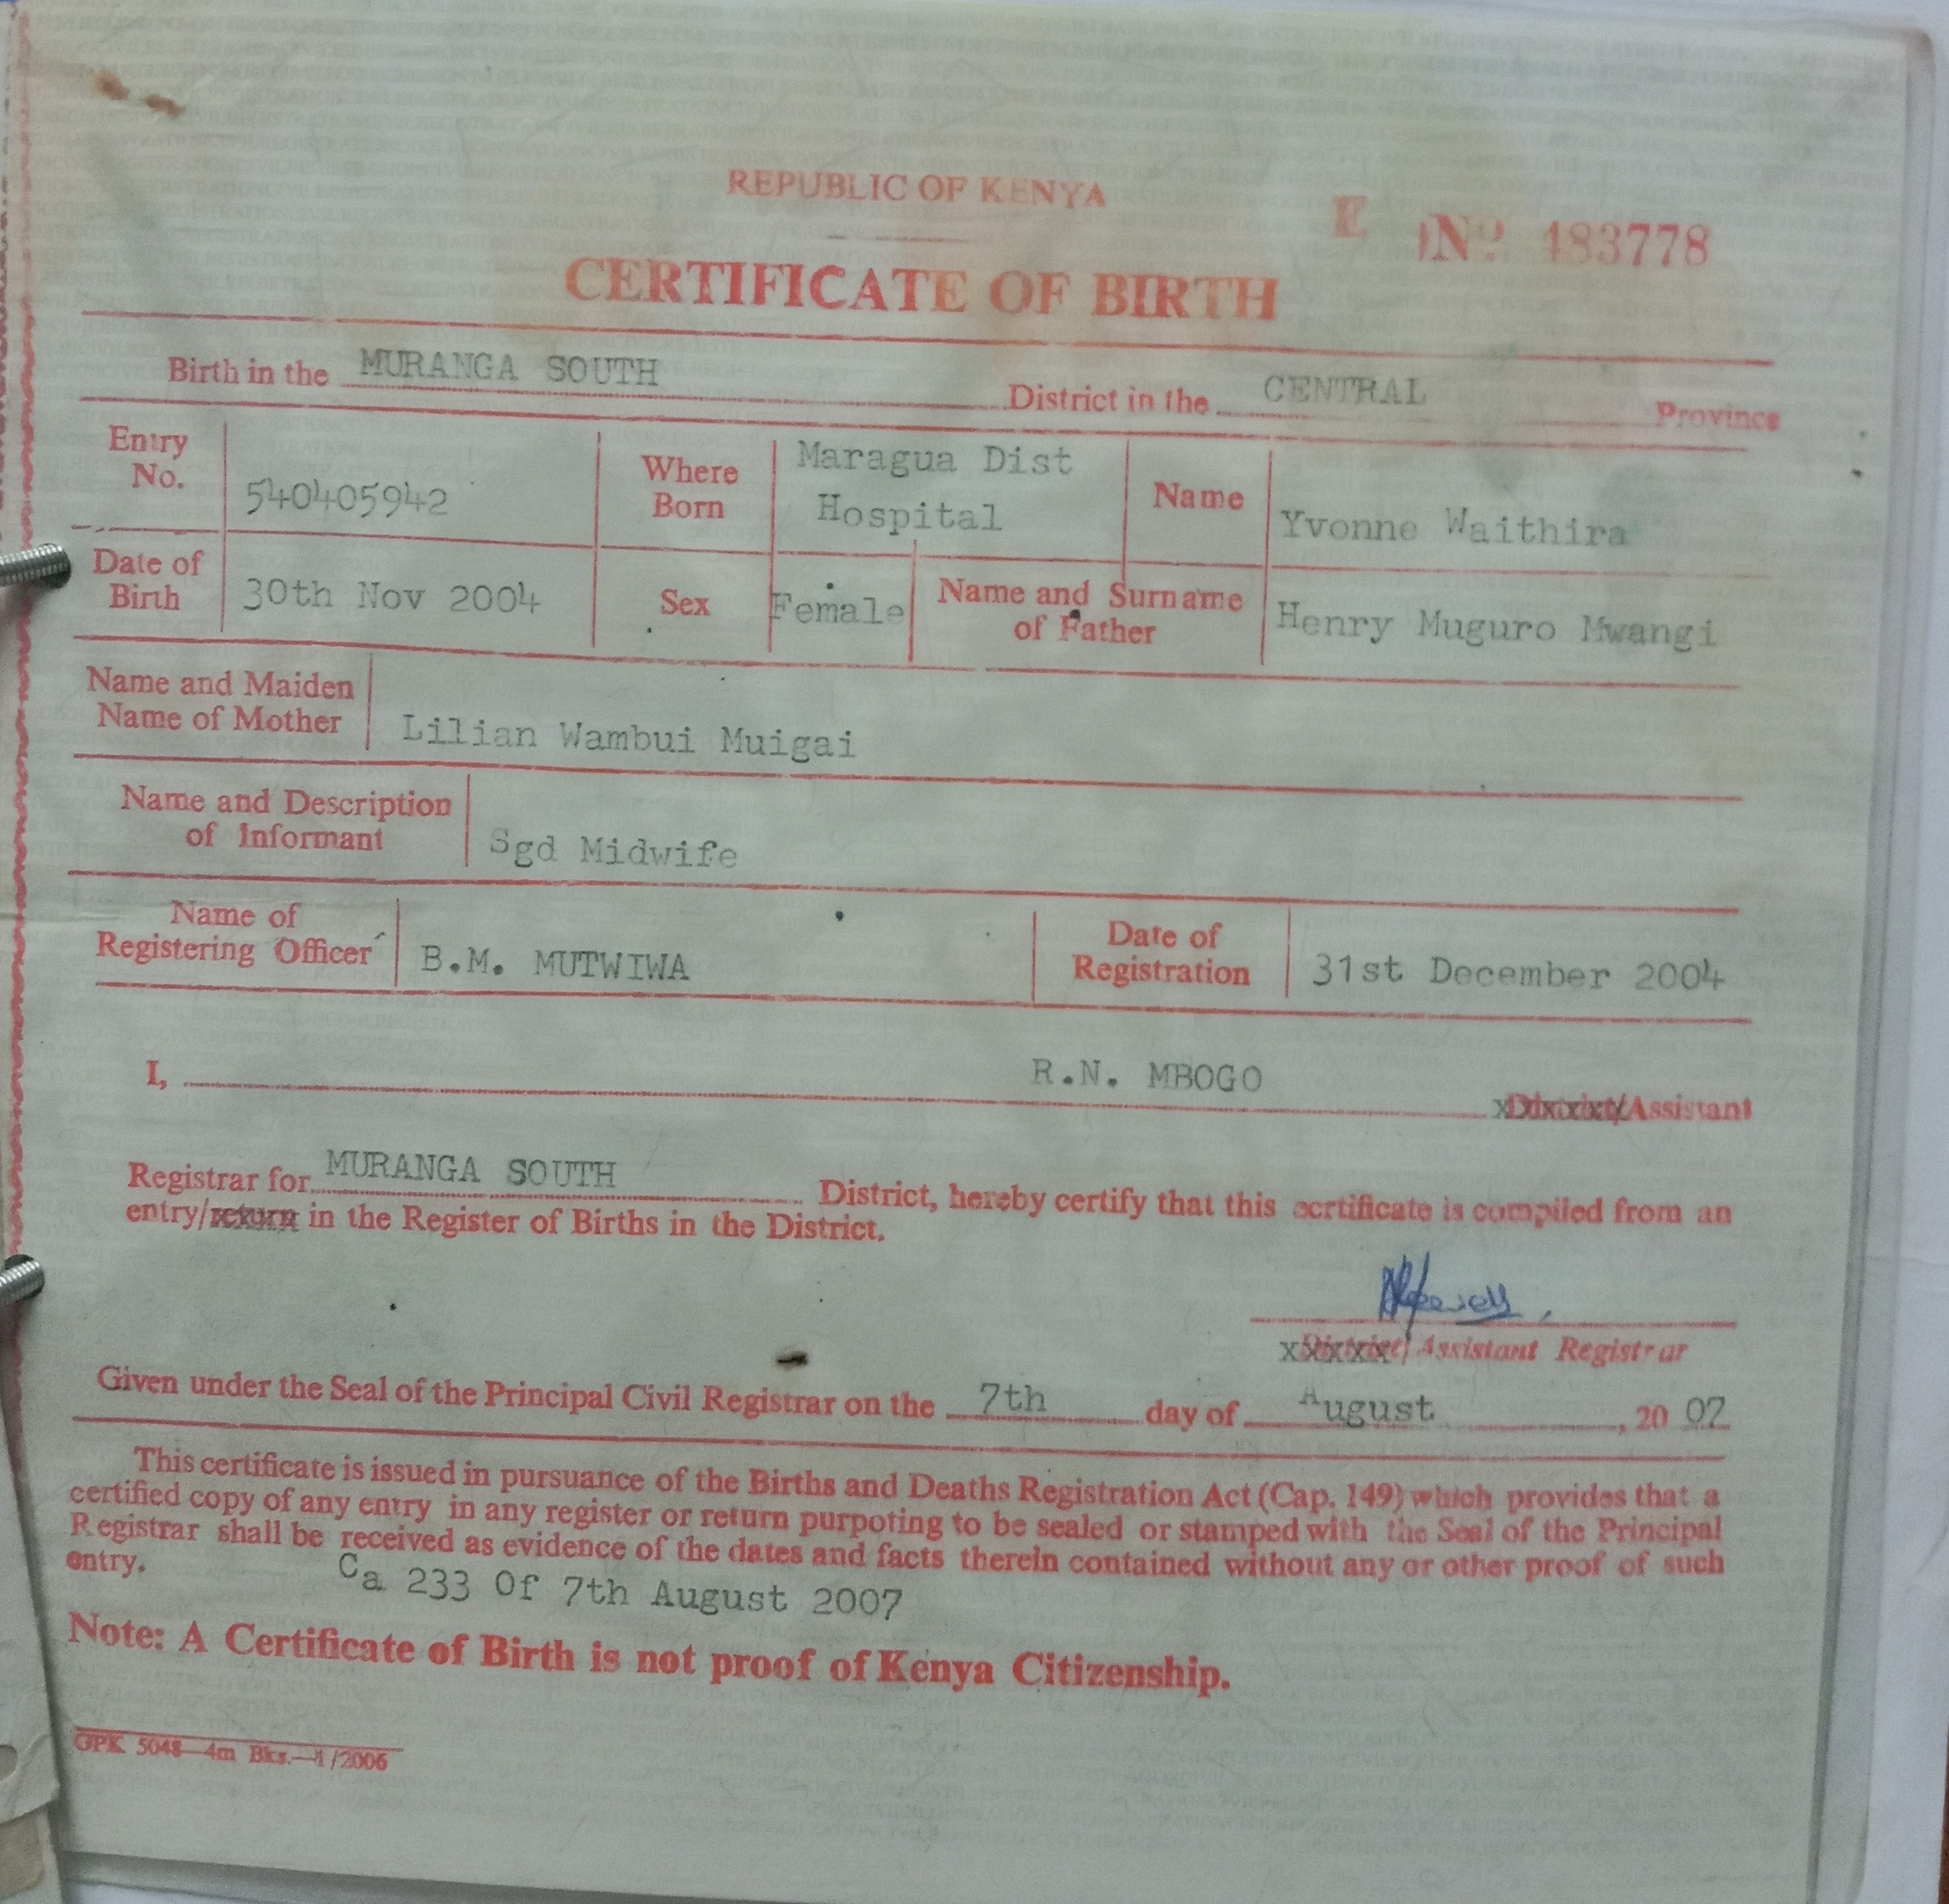 REPUBLIC OF KENYA
E No. 483778
CERTIFICATE OF BIRTH
Birth in the MURANGA SOUTH District in the CENTRAL Province
Entry No. 540405942
Where Born Maragua Dist Hospital
Name Yvonne Waithira
Date of Birth 30th Nov 2004
Sex Female
Name and Surname of Father Henry Muguro Mwangi
Name and Maiden Name of Mother Lilian Wambui Muigai
Name and Description of Informant Sgd Midwife
Name of Registering Officer B.M. MUTWIWA
Date of Registration 31st December 2004
I, R.N. MBOGO District/Assistant
Registrar for MURANGA SOUTH District, hereby certify that this certificate is compiled from an
entry/return in the Register of Births in the District.
District/Assistant Registrar
Given under the Seal of the Principal Civil Registrar on the 7th day of August, 20 07
This certificate is issued in pursuance of the Births and Deaths Registration Act (Cap. 149) which provides that a
certified copy of any entry in any register or return purpoting to be sealed or stamped with the Seal of the Principal
Registrar shall be received as evidence of the dates and facts therein contained without any or other proof of such
entry.
Ca 233 Of 7th August 2007
Note: A Certificate of Birth is not proof of Kenya Citizenship.
GPK 5048—4m Bks.—1/2006